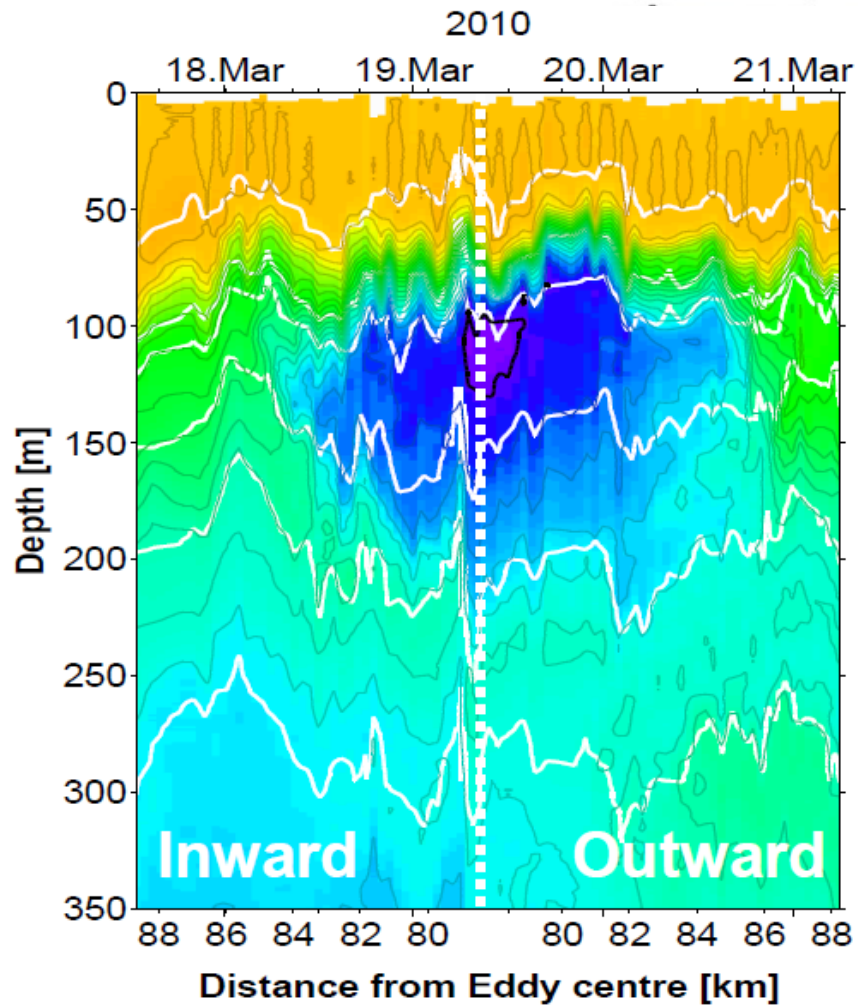 2010
18.Mar 19.Mar 20.Mar 21.Mar
0
50
100
150
200
250
300
350
Depth [m]
Inward Outward
88 86 84 82 80 80 82 84 86 88
Distance from Eddy centre [km]